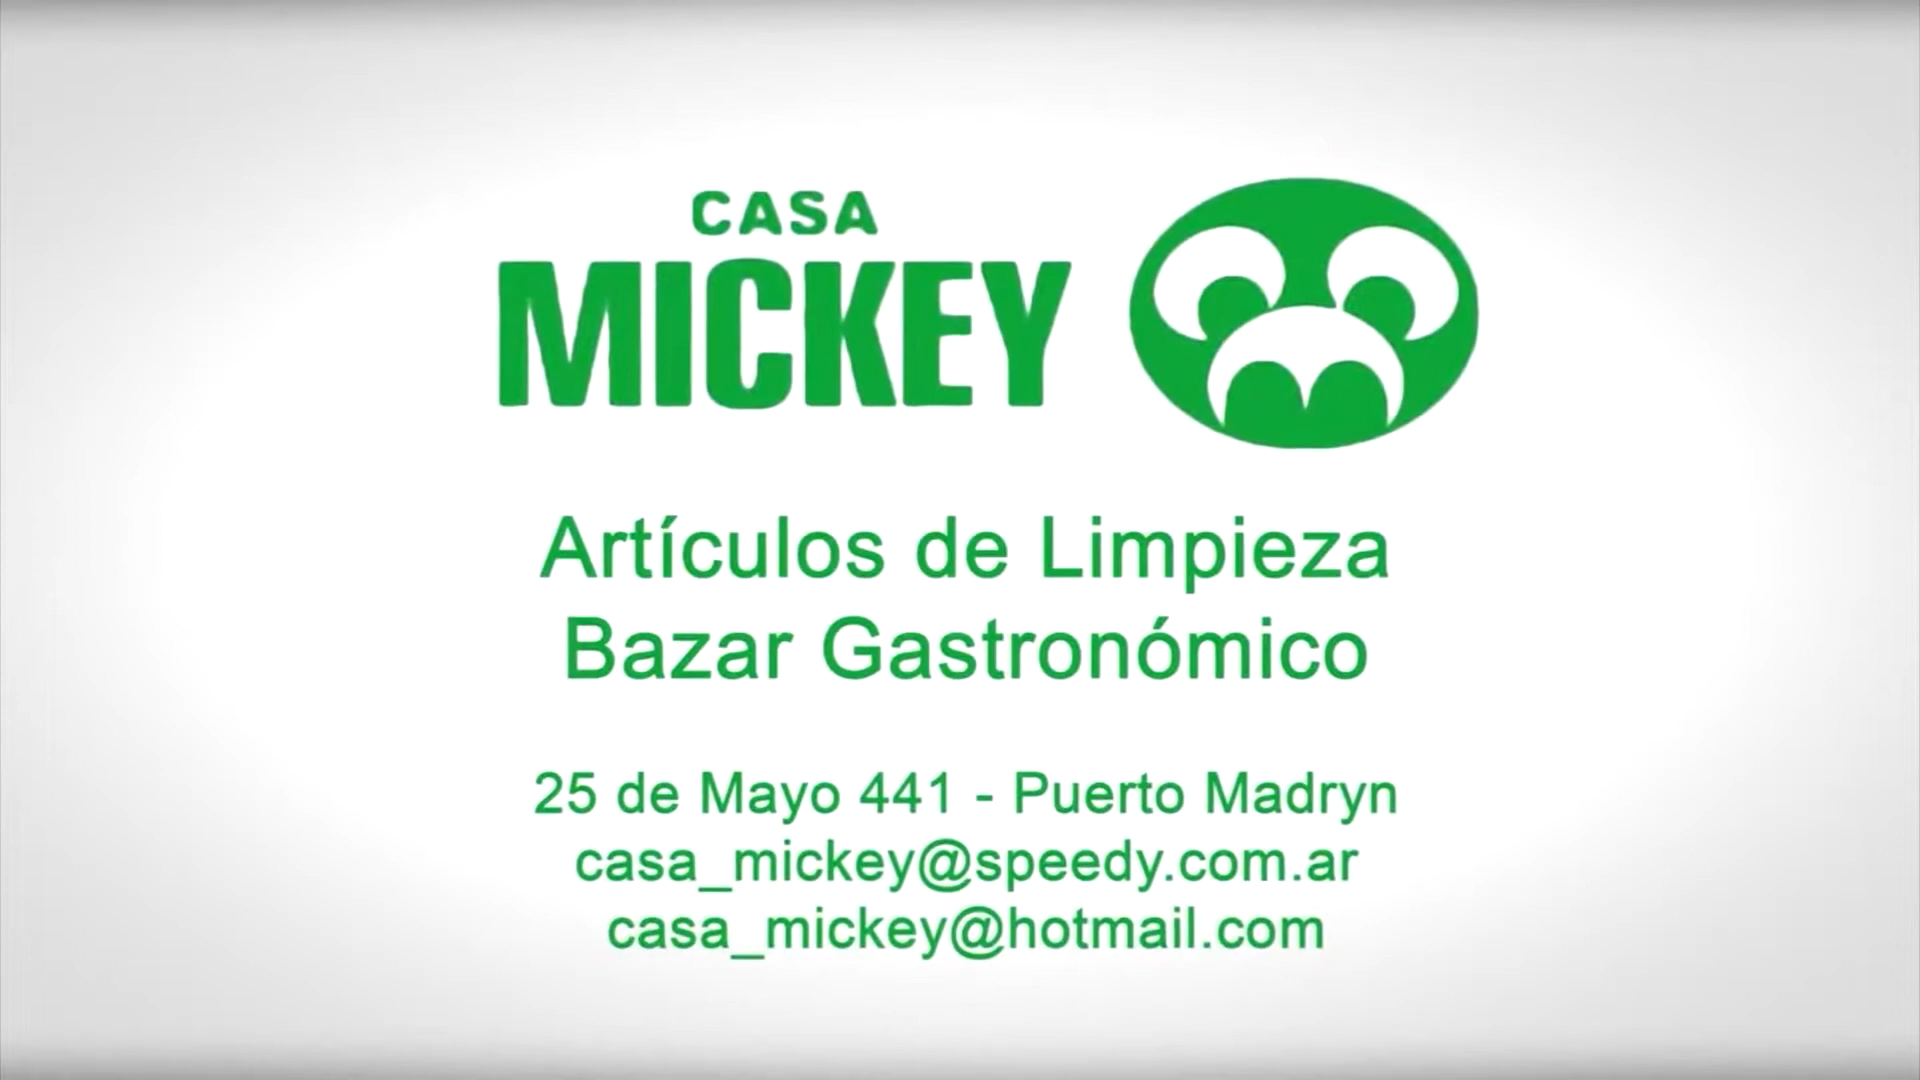 CASA
MICKEY
Artículos de Limpieza
Bazar Gastronómico
25 de Mayo 441 - Puerto Madryn
casa_mickey@speedy.com.ar
casa_mickey@hotmail.com